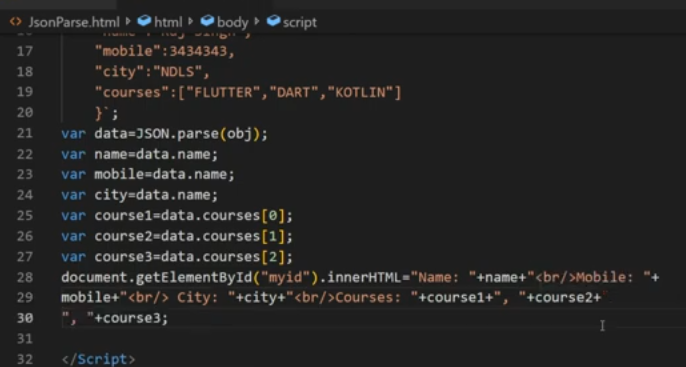 JsonParse.html html body script
17 "mobile":3434343,
18 "city":"NDLS",
19 "courses":["FLUTTER","DART","KOTLIN"]
20 }`;
21 var data=JSON.parse(obj);
22 var name=data.name;
23 var mobile=data.name;
24 var city=data.name;
25 var course1=data.courses[0];
26 var course2=data.courses[1];
27 var course3=data.courses[2];
28 document.getElementById("myid").innerHTML="Name: "+name+"<br/>Mobile: "+
29 mobile+"<br/> City: "+city+"<br/>Courses: "+course1+", "+course2+
30 ", "+course3;
31
32 </Script>